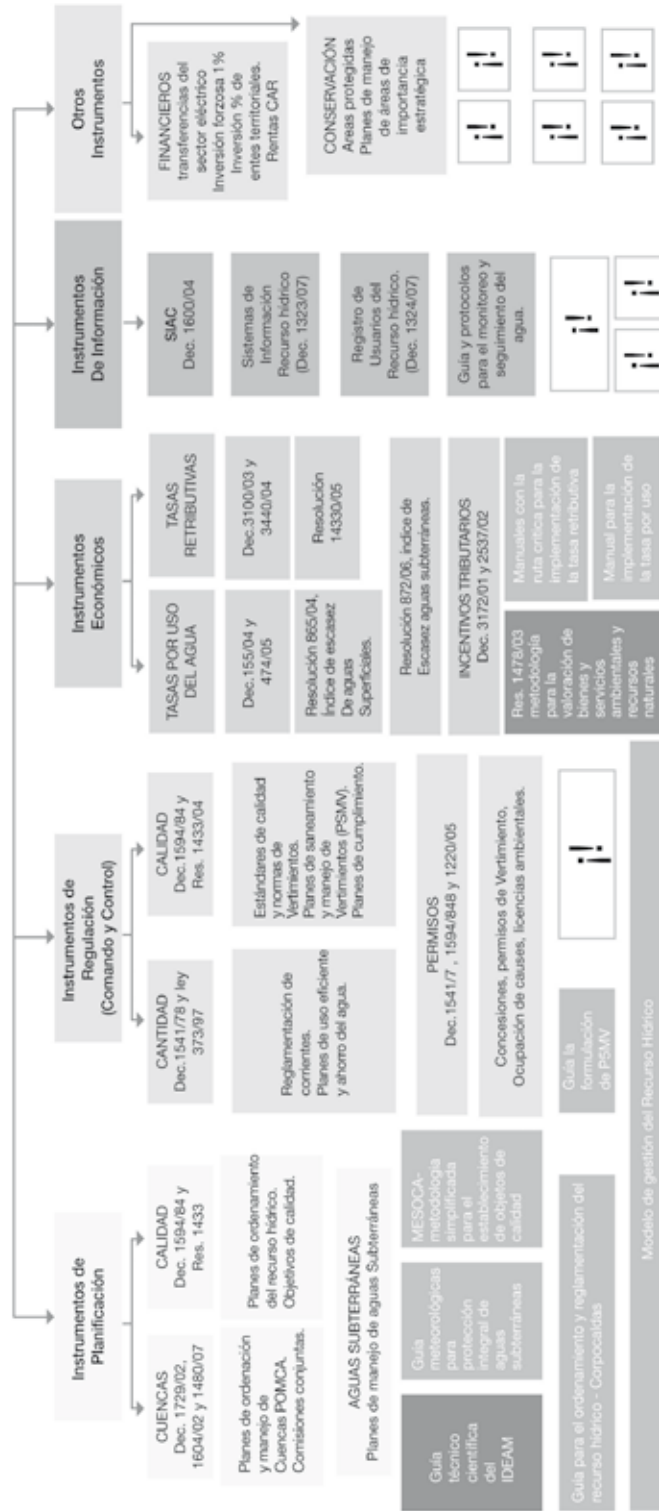 Instrumentos de
Planificación
CUENCAS
Dec. 1729/02,
1604/02 y 1480/07
CALIDAD
Dec. 1594/84 y
Res. 1433
Planes de ordenación
y manejo de
Cuencas POMCA.
Comisiones conjuntas.
Planes de ordenamiento
del recurso hídrico.
Objetivos de calidad.
AGUAS SUBTERRÁNEAS
Planes de manejo de aguas Subterráneas
Guía
técnico
científica
del
IDEAM
Guía
meteorológicas
para
protección
integral de
aguas
subterráneas
MESOCA-
metodología
simplificada
para el
establecimiento
de objetos de
calidad
Guía para el ordenamiento y reglamentación del
recurso hídrico - Corpocaldas
Instrumentos de
Regulación
(Comando y Control)
CANTIDAD
Dec.1541/78 y ley
373/97
CALIDAD
Dec.1594/84 y
Res. 1433/04
Reglamentación de
corrientes.
Planes de uso eficiente
y ahorro del agua.
Estándares de calidad
y normas de
Vertimientos.
Planes de saneamiento
y manejo de
Vertimientos (PSMV).
Planes de cumplimiento.
PERMISOS
Dec.1541/7 , 1594/848 y 1220/05
Concesiones, permisos de Vertimiento,
Ocupación de causes, licencias ambientales.
Guía la
formulación
de PSMV
¡!
Modelo de gestión del Recurso Hídrico
Instrumentos
Económicos
TASAS POR USO
DEL AGUA
TASAS
RETRIBUTIVAS
Dec.155/04 y
474/05
Dec.3100/03 y
3440/04
Resolución 865/04,
Índice de escasez
De aguas
Superficiales.
Resolución
14330/05
Resolución 872/06, índice de
Escasez aguas subterráneas.
INCENTIVOS TRIBUTARIOS
Dec. 3172/01 y 2537/02
Res. 1478/03
metodología
para la
valoración de
bienes y
servicios
ambientales y
recursos
naturales
Manuales con la
ruta critica para la
implementación de
la tasa retributiva
Manual para la
implementación de
la tasa por uso
Instrumentos
De Información
SIAC
Dec. 1600/04
Sistemas de
Información
Recurso hídrico
(Dec. 1323/07)
Registro de
Usuarios del
Recurso hídrico.
(Dec. 1324/07)
Guía y protocolos
para el monitoreo y
seguimiento del
agua.
¡!
¡!
¡!
Otros
Instrumentos
FINANCIEROS
transferencias del
sector eléctrico
Inversión forzosa 1%
Inversión % de
entes territoriales.
Rentas CAR
CONSERVACIÓN
Areas protegidas
Planes de manejo
de áreas de
importancia
estratégica
¡!
¡!
¡!
¡!
¡!
¡!